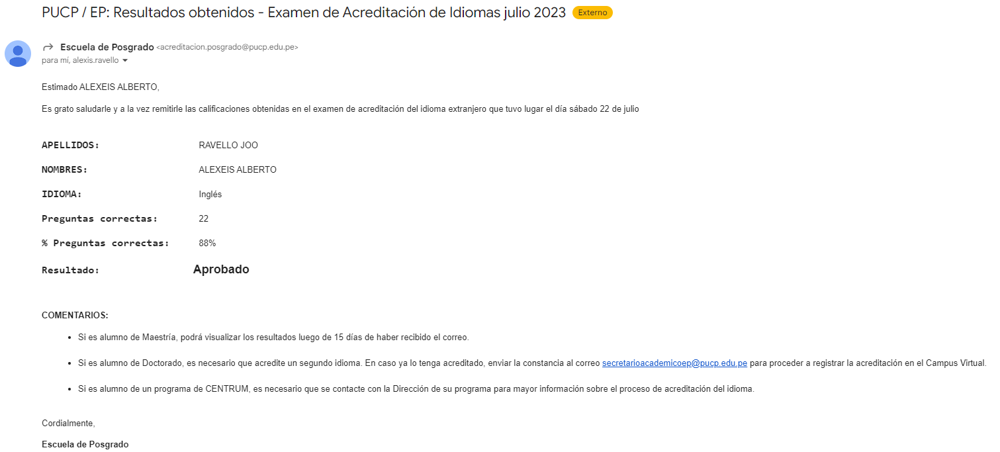 PUCP / EP: Resultados obtenidos - Examen de Acreditación de Idiomas julio 2023 Externo
Escuela de Posgrado <acreditacion.posgrado@pucp.edu.pe>
para mí, alexis.ravello
Estimado ALEXEIS ALBERTO,
Es grato saludarle y a la vez remitirle las calificaciones obtenidas en el examen de acreditación del idioma extranjero que tuvo lugar el día sábado 22 de julio
APELLIDOS: RAVELLO JOO
NOMBRES: ALEXEIS ALBERTO
IDIOMA: Inglés
Preguntas correctas: 22
% Preguntas correctas: 88%
Resultado: Aprobado
COMENTARIOS:
• Si es alumno de Maestría, podrá visualizar los resultados luego de 15 días de haber recibido el correo.
• Si es alumno de Doctorado, es necesario que acredite un segundo idioma. En caso ya lo tenga acreditado, enviar la constancia al correo secretarioacademicoep@pucp.edu.pe para proceder a registrar la acreditación en el Campus Virtual.
• Si es alumno de un programa de CENTRUM, es necesario que se contacte con la Dirección de su programa para mayor información sobre el proceso de acreditación del idioma.
Cordialmente,
Escuela de Posgrado